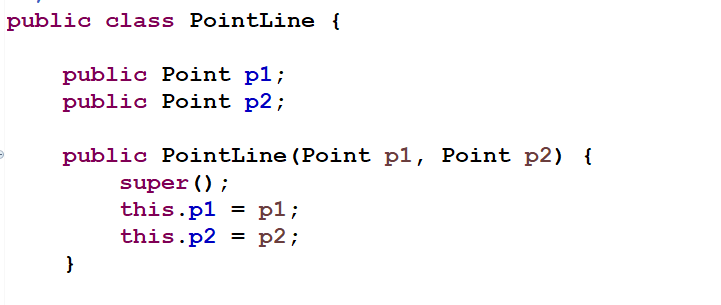 public class PointLine {
public Point p1;
public Point p2;
public PointLine(Point p1, Point p2) {
super();
this.p1 = p1;
this.p2 = p2;
}